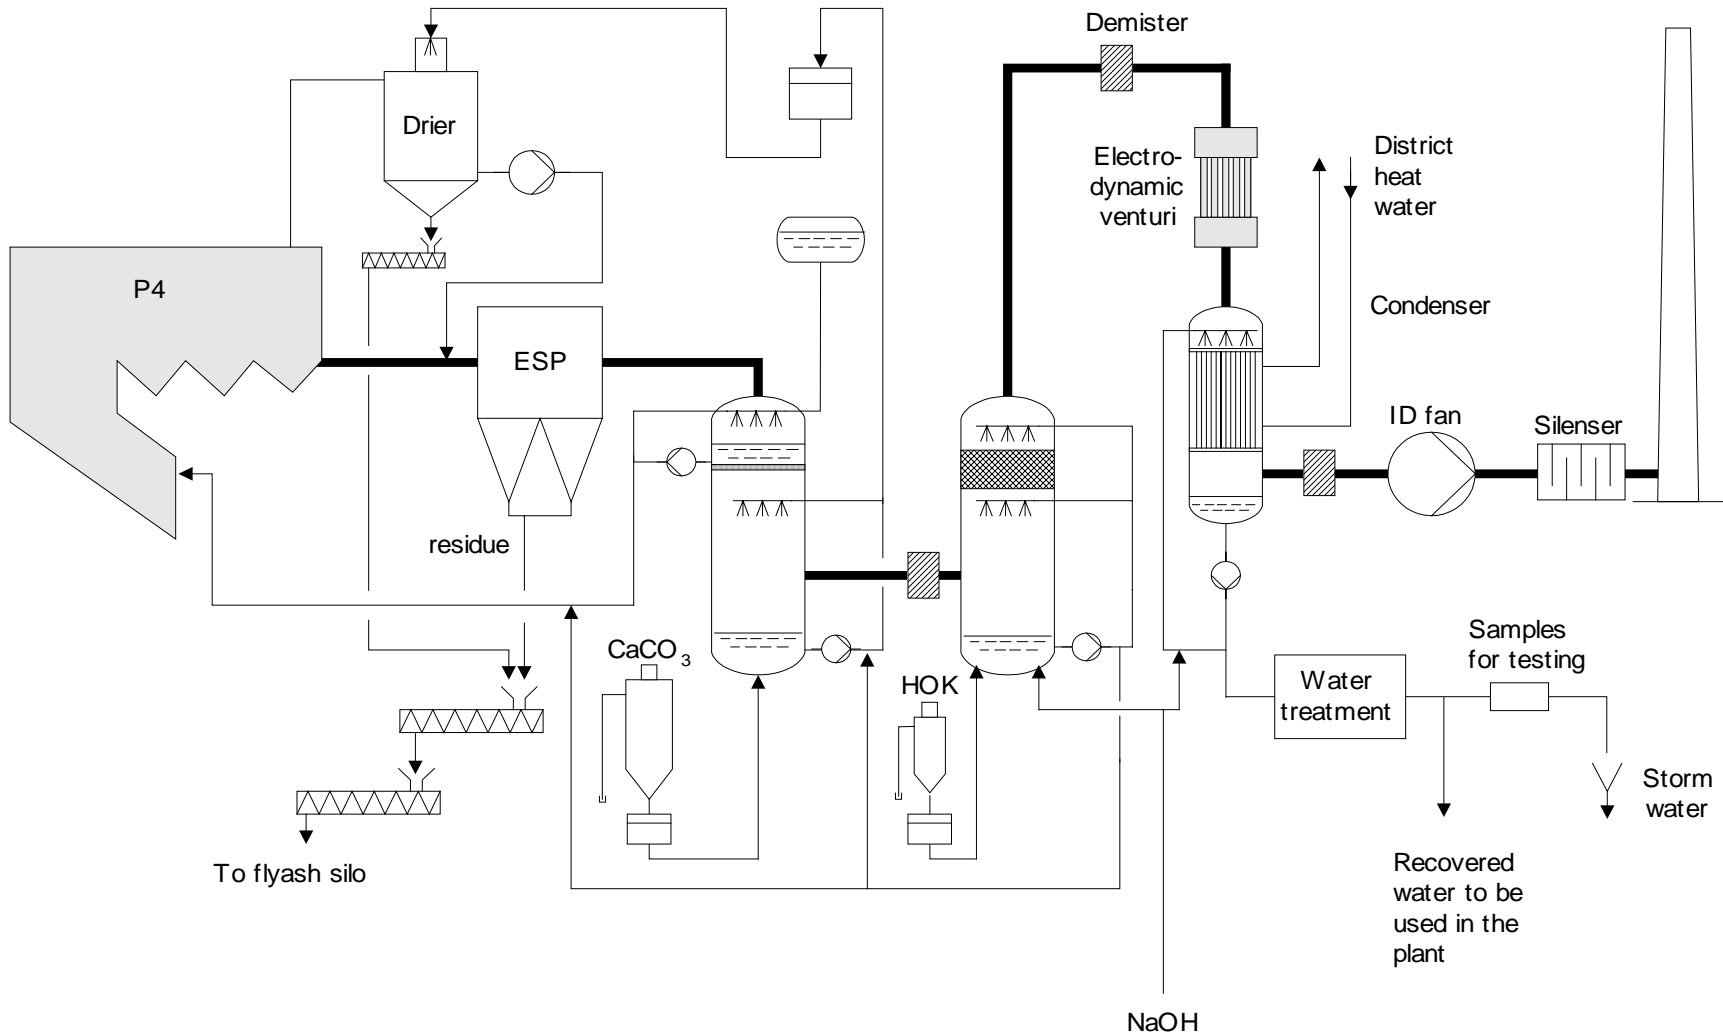 Demister
Drier
Electro-
dynamic
venturi
District
heat
water
P4
Condenser
ESP
ID fan
Silenser
residue
CaCO3
HOK
Samples
for testing
Water
treatment
Storm
water
To flyash silo
Recovered
water to be
used in the
plant
NaOH